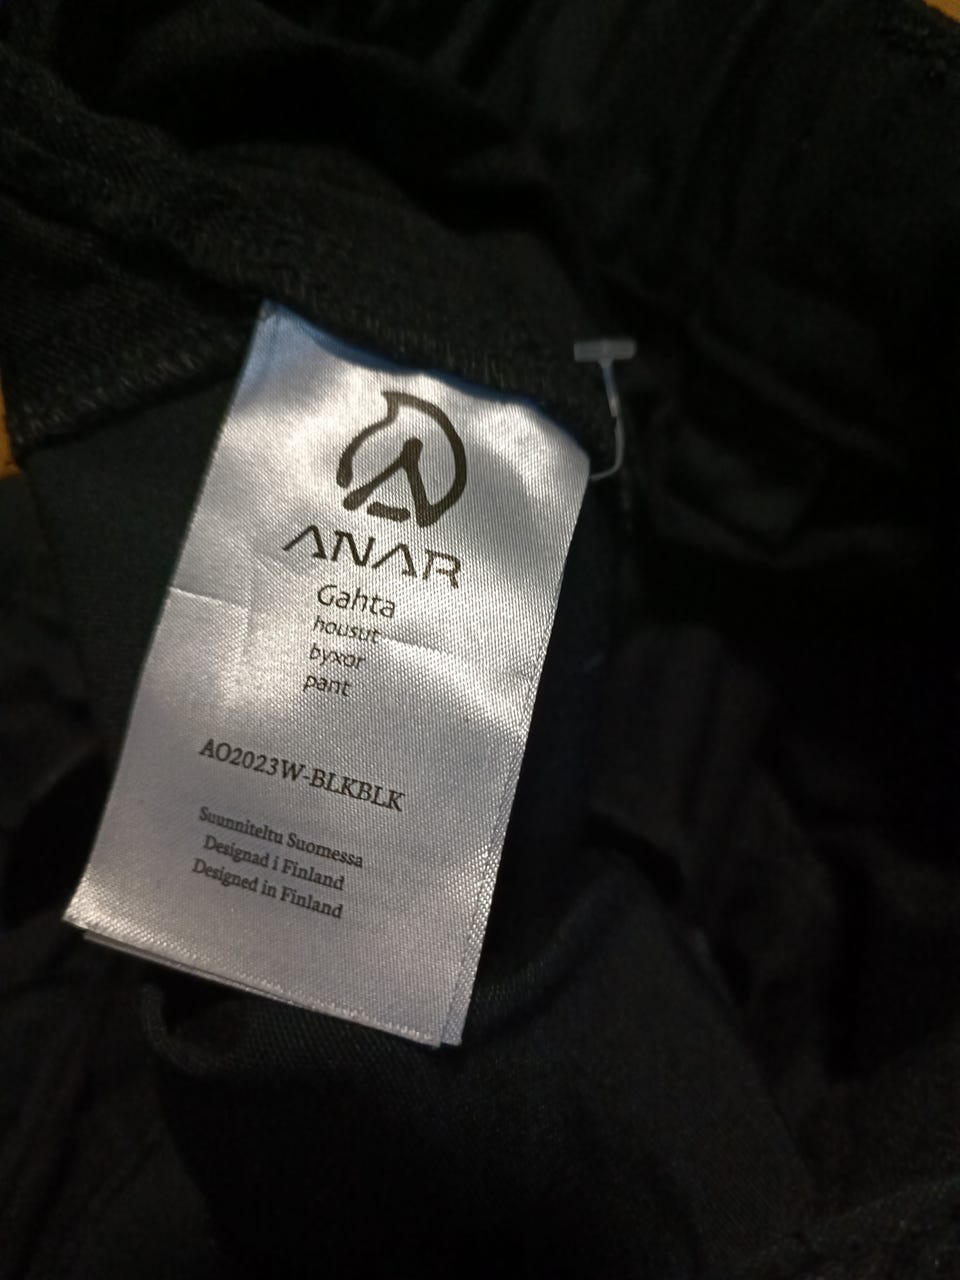 ANAR
Gahta
housut
byxor
pant
AO2023W-BLKBLK
Suunniteltu Suomessa
Designad i Finland
Designed in Finland